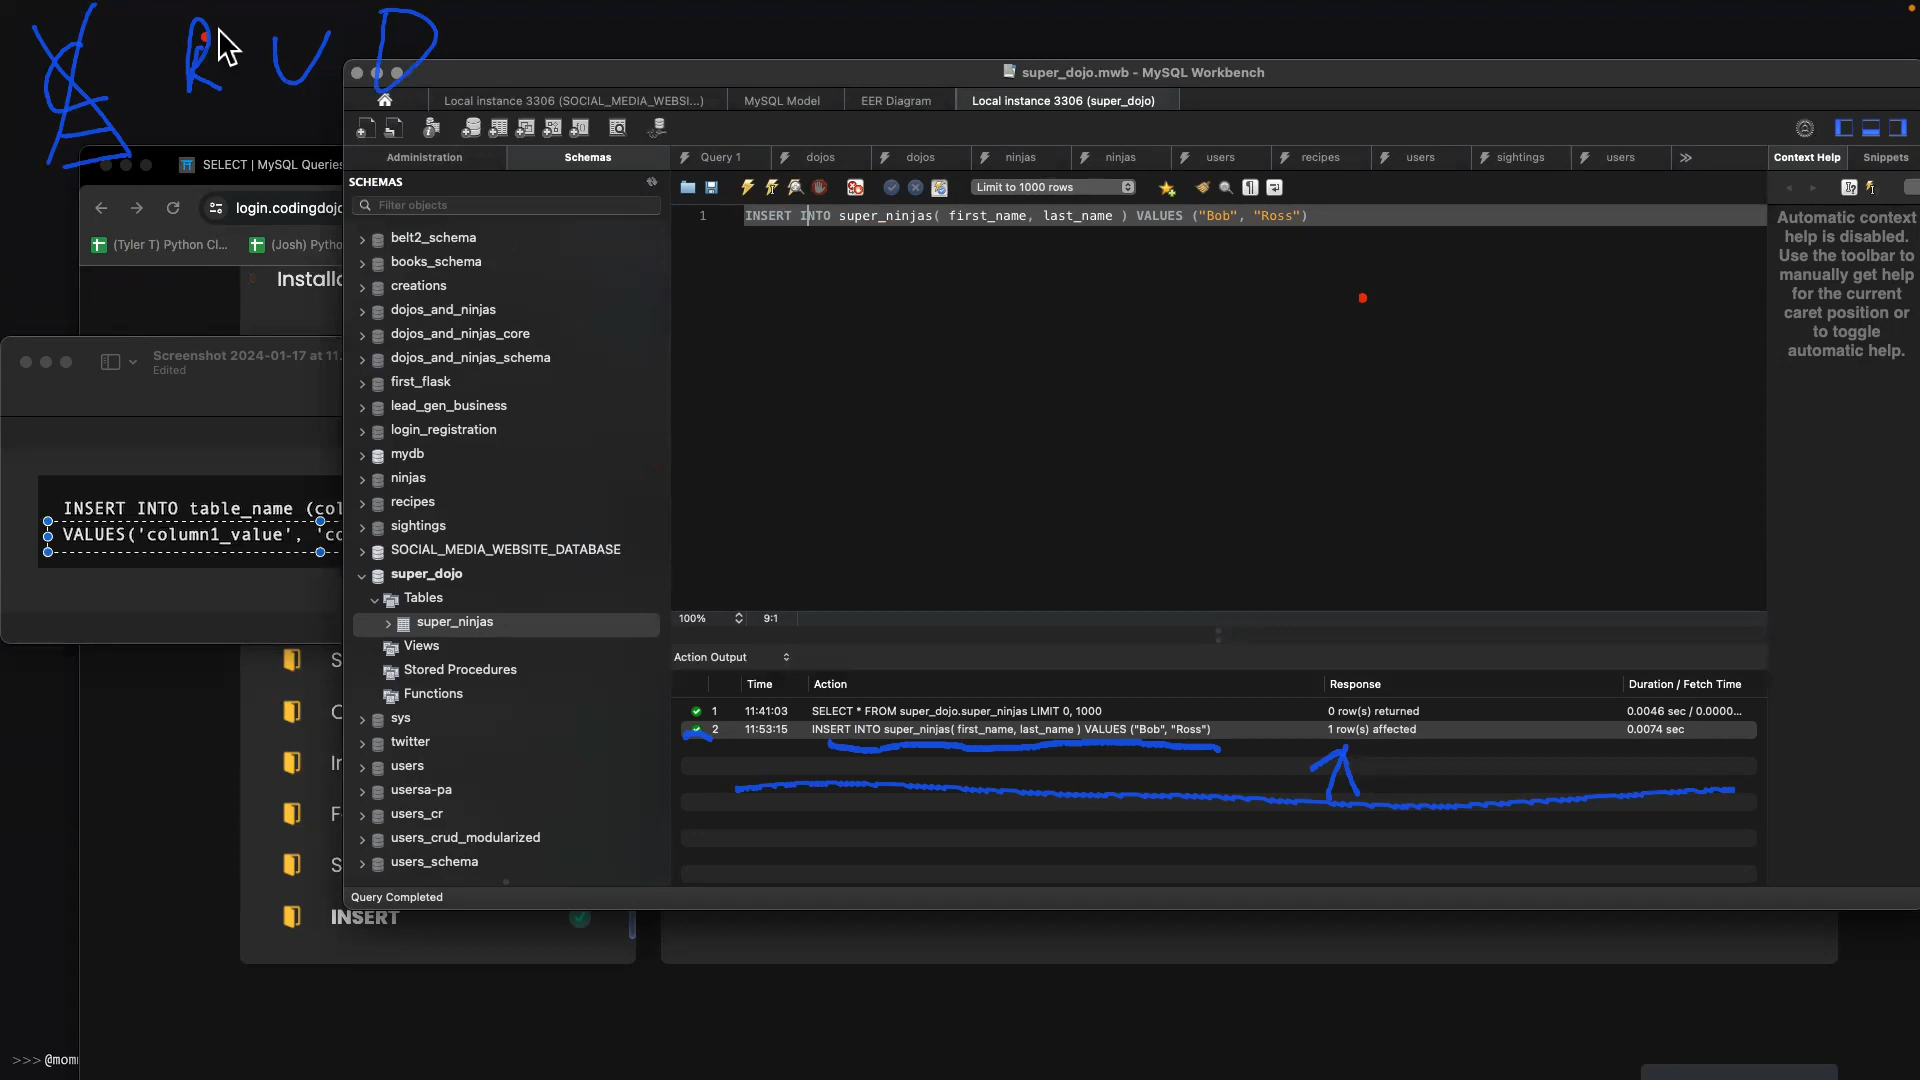 C R U D
super_dojo.mwb - MySQL Workbench
Local instance 3306 (SOCIAL_MEDIA_WEBSI...) MySQL Model EER Diagram Local instance 3306 (super_dojo)
Administration Schemas Query 1 dojos dojos ninjas ninjas users recipes users sightings users Context Help Snippets
SELECT | MySQL Queries
SCHEMAS
Limit to 1000 rows
login.codingdojo
Filter objects
1 INSERT INTO super_ninjas( first_name, last_name ) VALUES ("Bob", "Ross")
Automatic context
help is disabled.
Use the toolbar to
manually get help
for the current
caret position or
to toggle
automatic help.
(Tyler T) Python Cl... (Josh) Pytho
belt2_schema
books_schema
creations
dojos_and_ninjas
dojos_and_ninjas_core
dojos_and_ninjas_schema
first_flask
lead_gen_business
login_registration
mydb
ninjas
recipes
sightings
SOCIAL_MEDIA_WEBSITE_DATABASE
super_dojo
Tables
super_ninjas
Views
Stored Procedures
Functions
sys
twitter
users
usersa-pa
users_cr
users_crud_modularized
users_schema
Screenshot 2024-01-17 at 11.
Edited
INSERT INTO table_name (col
VALUES('column1_value', 'co
100% 9:1
Action Output
Time Action Response Duration / Fetch Time
1 11:41:03 SELECT * FROM super_dojo.super_ninjas LIMIT 0, 1000 0 row(s) returned 0.0046 sec / 0.0000...
2 11:53:15 INSERT INTO super_ninjas( first_name, last_name ) VALUES ("Bob", "Ross") 1 row(s) affected 0.0074 sec
Query Completed
INSERT
>>> @mom